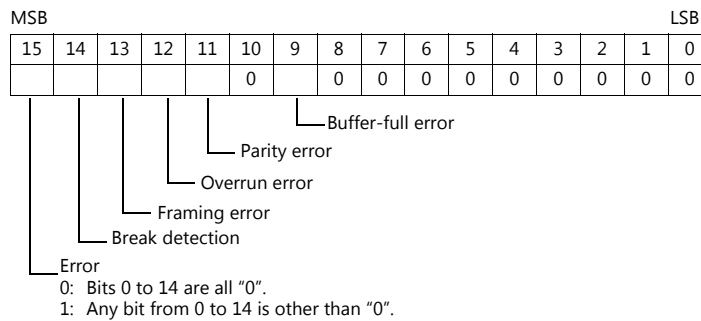 MSB LSB
15 14 13 12 11 10 9 8 7 6 5 4 3 2 1 0
0 0 0 0 0 0 0 0 0 0
Buffer-full error
Parity error
Overrun error
Framing error
Break detection
Error
0: Bits 0 to 14 are all “0”.
1: Any bit from 0 to 14 is other than “0”.